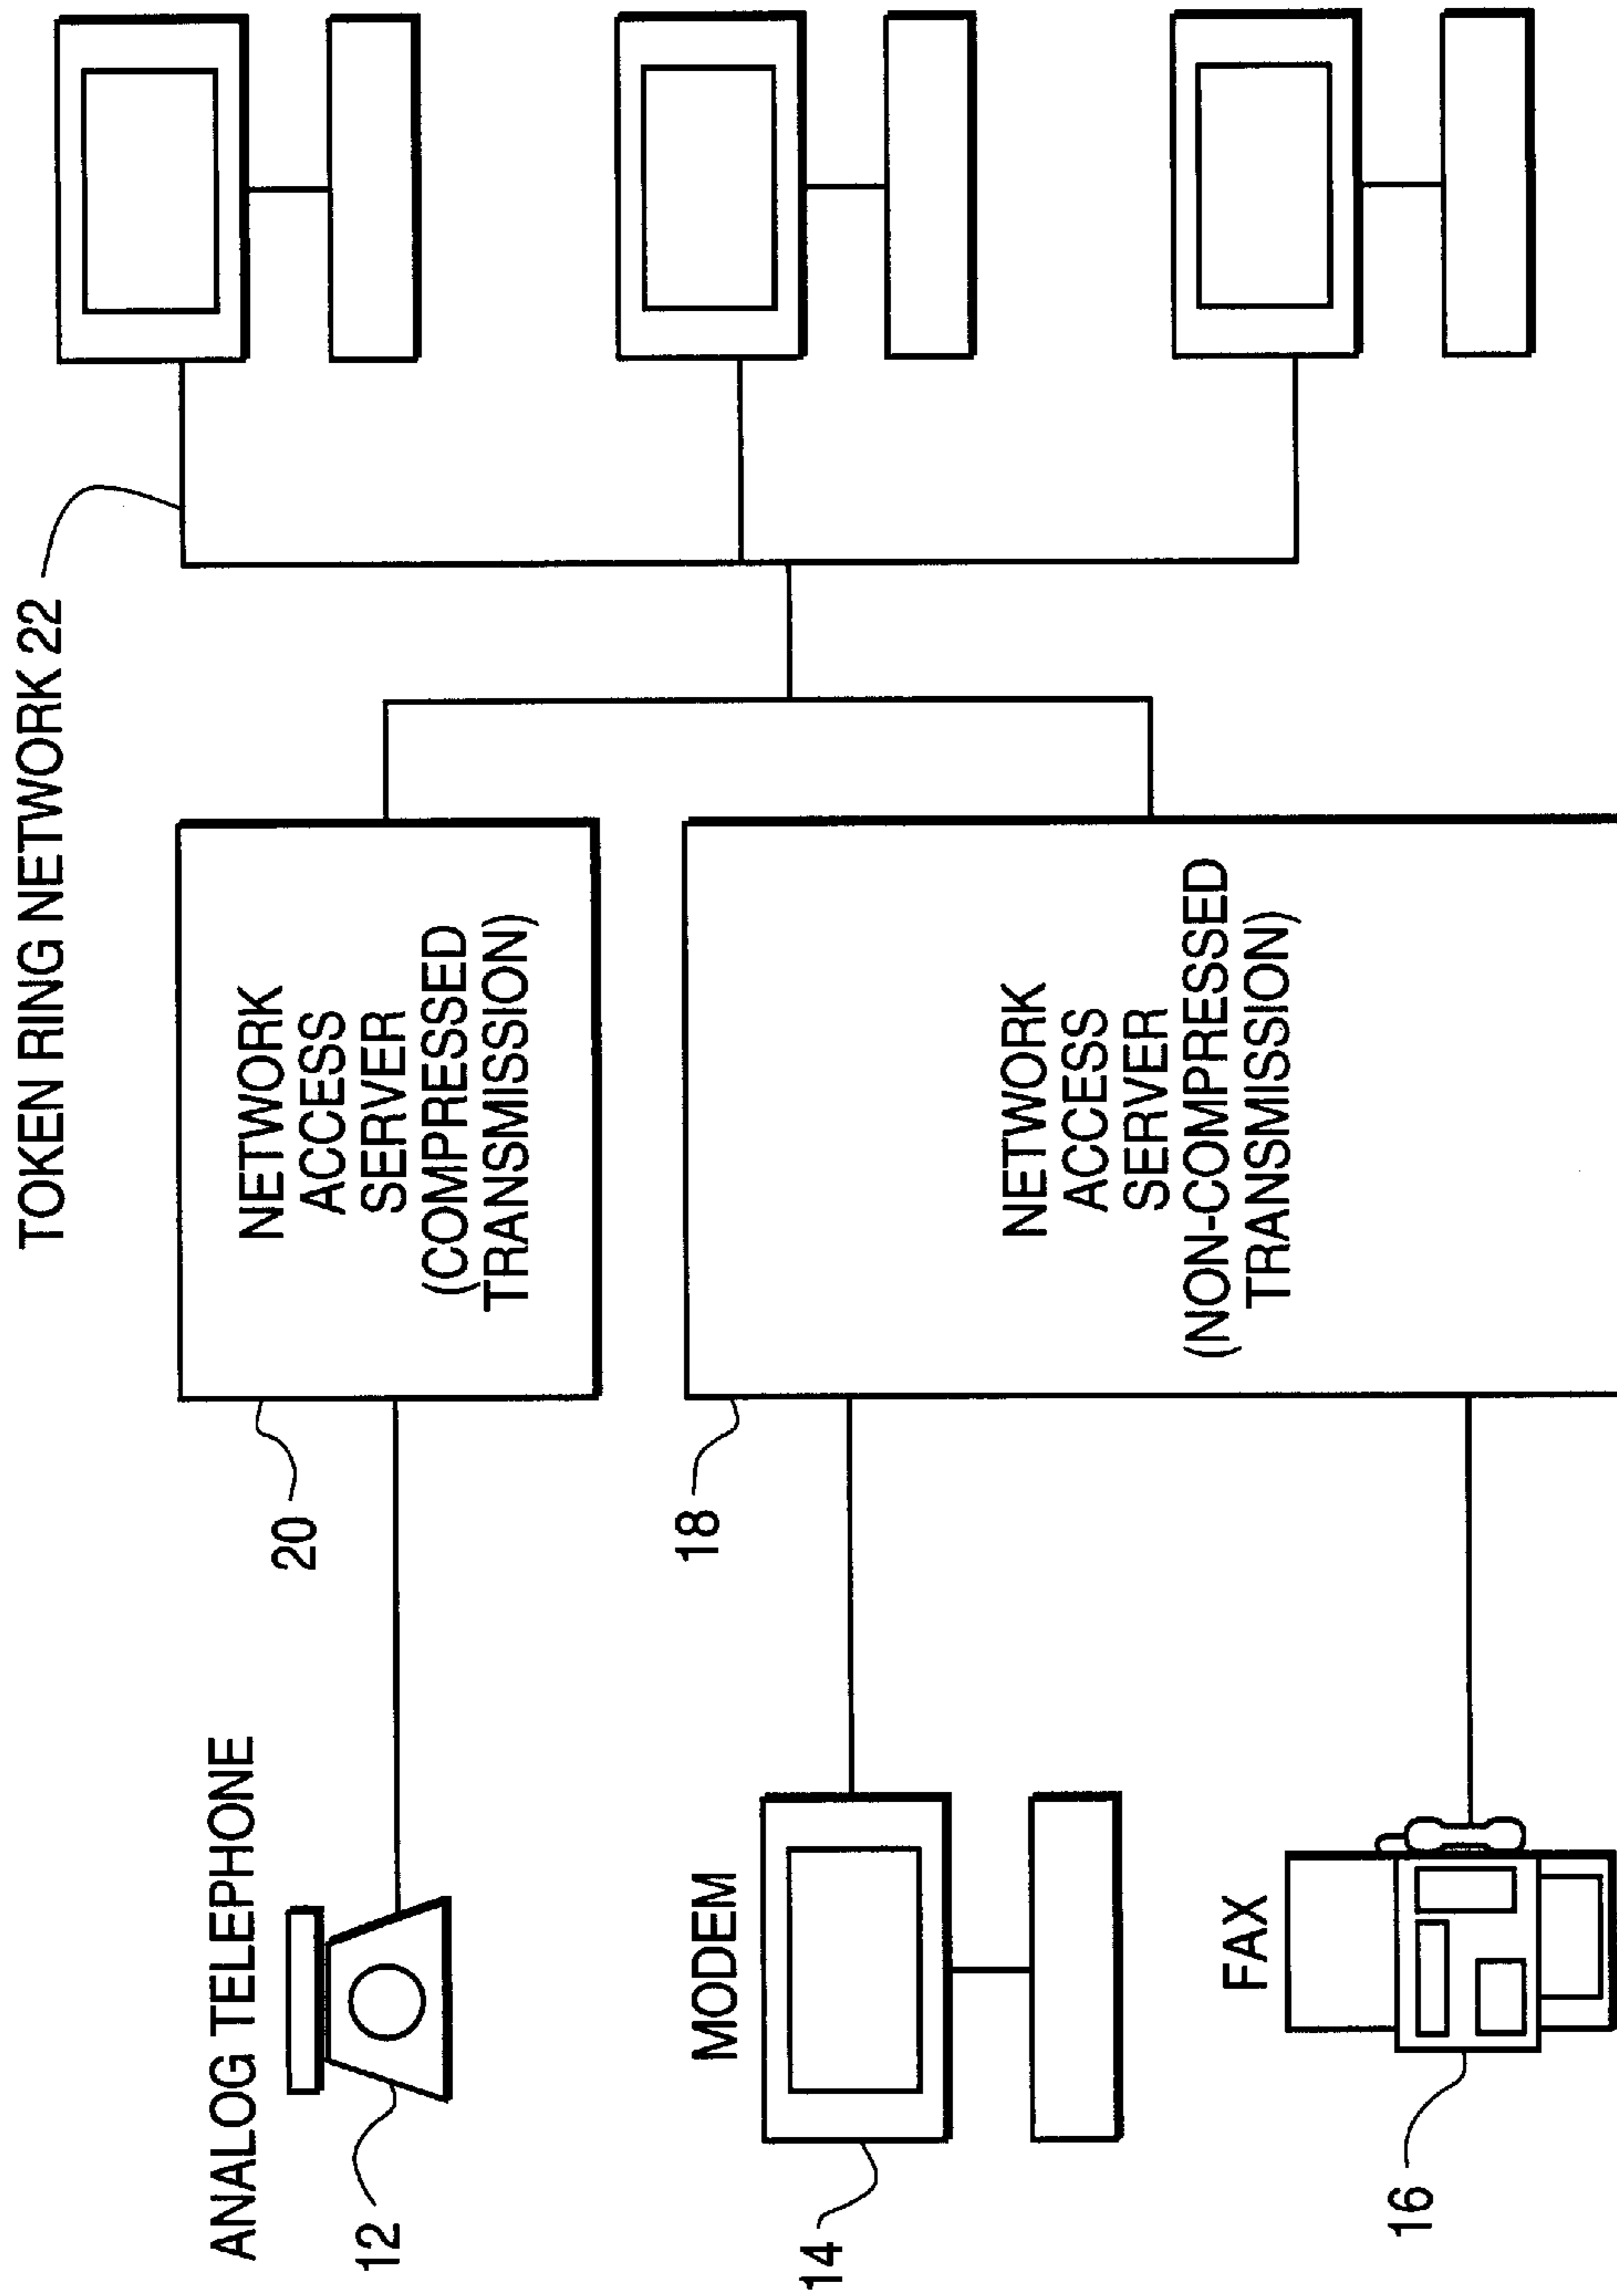 TOKEN RING NETWORK 22
ANALOG TELEPHONE
12
20
NETWORK
ACCESS
SERVER
(COMPRESSED
TRANSMISSION)
MODEM
14
18
NETWORK
ACCESS
SERVER
(NON-COMPRESSED
TRANSMISSION)
FAX
16